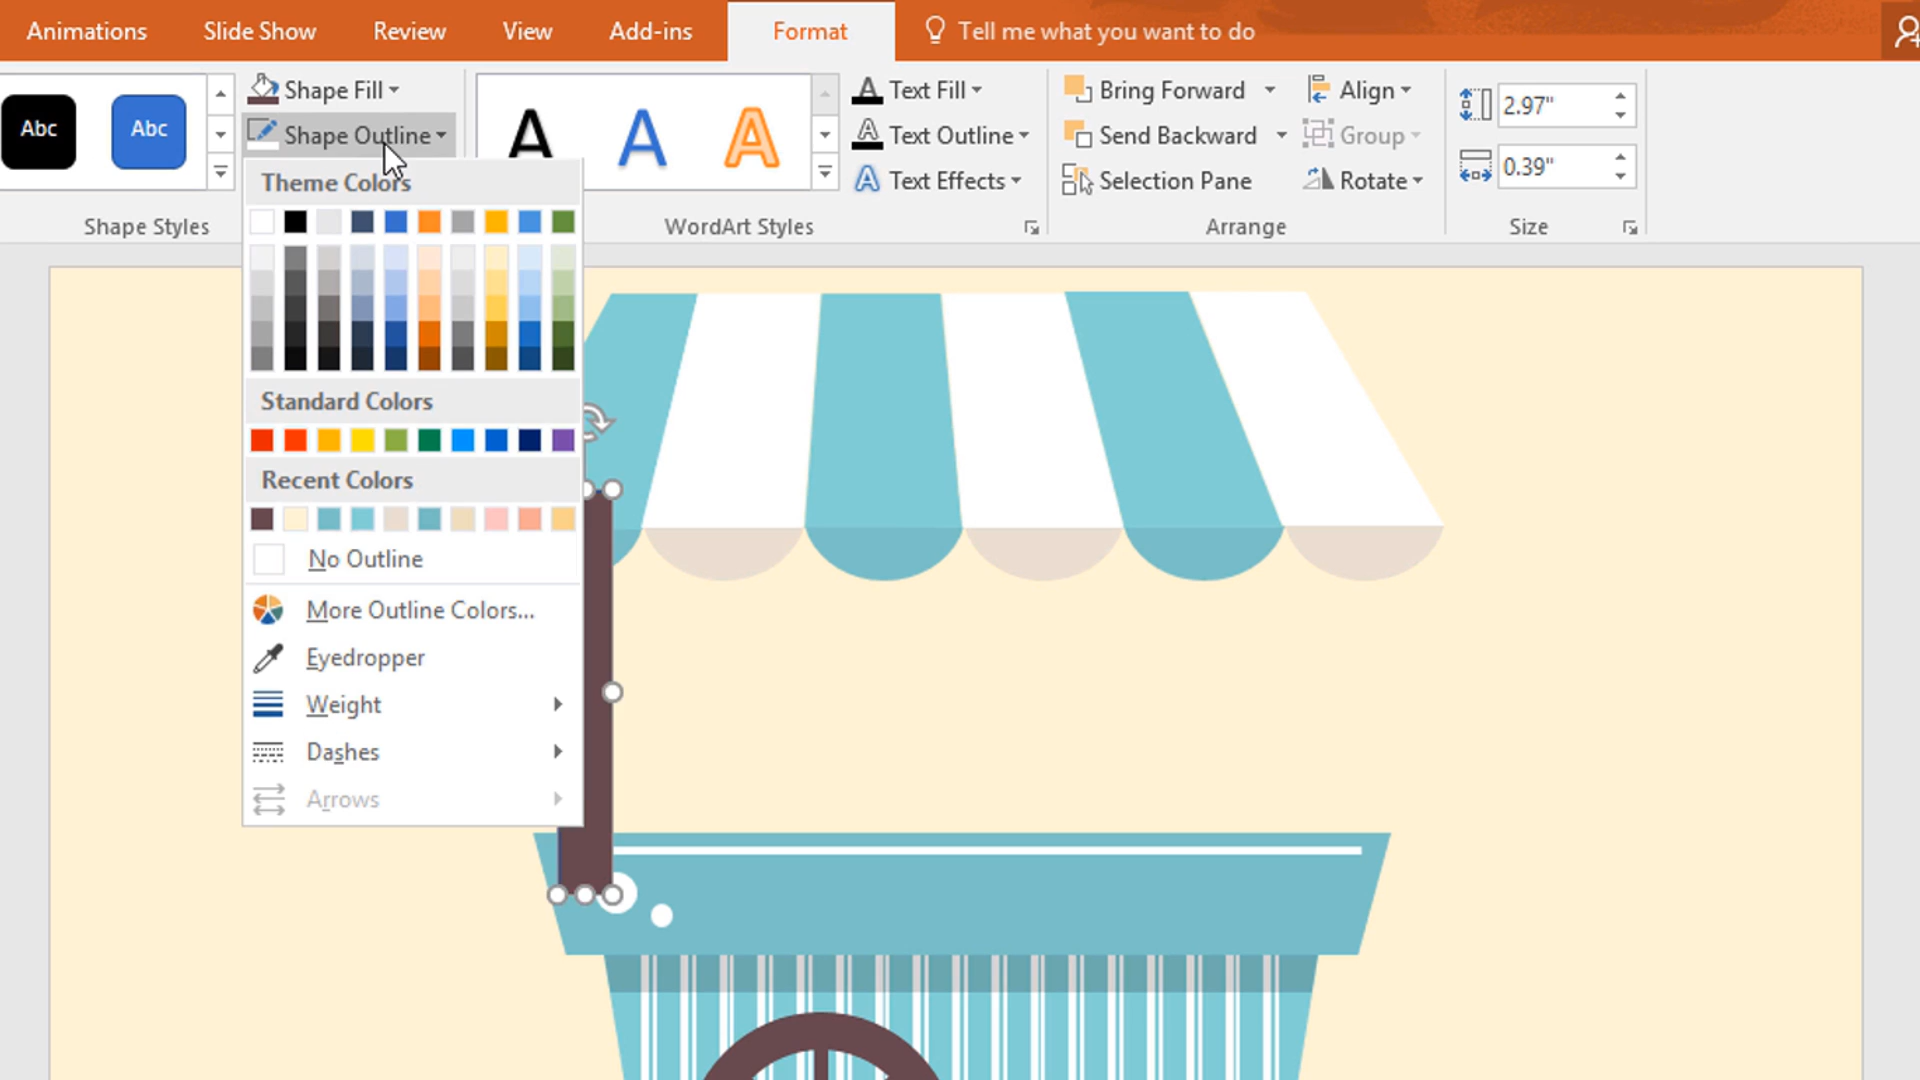 Animations Slide Show Review View Add-ins Format Tell me what you want to do
Abc Abc Shape Fill A A A Text Fill Bring Forward Align 2.97"
Shape Outline Text Outline Send Backward Group
Text Effects Selection Pane Rotate 0.39"
Shape Styles WordArt Styles Arrange Size
Theme Colors
Standard Colors
Recent Colors
No Outline
More Outline Colors...
Eyedropper
Weight
Dashes
Arrows